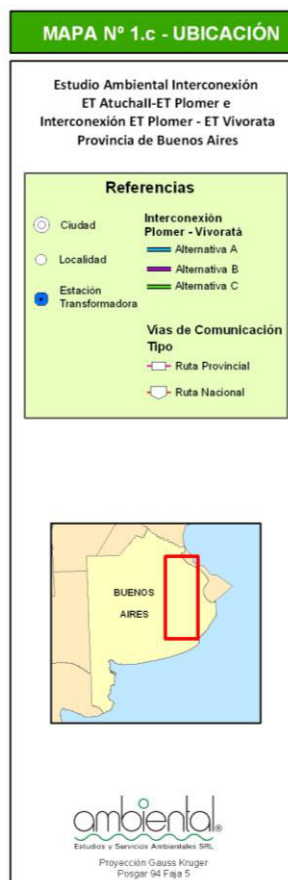 MAPA Nº 1.c - UBICACIÓN
Estudio Ambiental Interconexión
ET AtuchaII-ET Plomer e
Interconexión ET Plomer - ET Vivorata
Provincia de Buenos Aires
Referencias
Ciudad
Localidad
Estación
Transformadora
Interconexión
Plomer - Vivoratá
Alternativa A
Alternativa B
Alternativa C
Vias de Comunicación
Tipo
Ruta Provincial
Ruta Nacional
BUENOS
AIRES
ambiental®
Estudios y Servicios Ambientales SRL
Proyección Gauss Kruger
Posgar 94 Faja 5